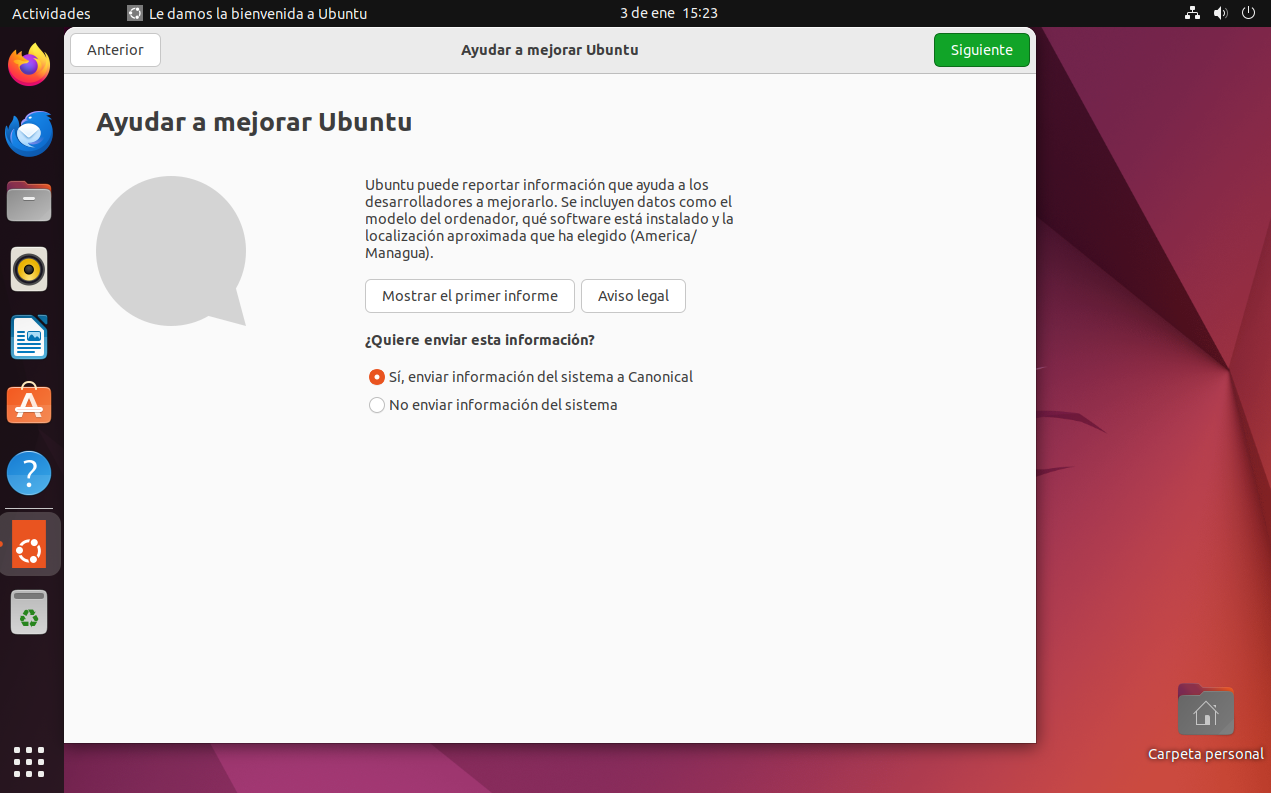 Actividades Le damos la bienvenida a Ubuntu 3 de ene 15:23
Anterior Ayudar a mejorar Ubuntu Siguiente
Ayudar a mejorar Ubuntu
Ubuntu puede reportar información que ayuda a los
desarrolladores a mejorarlo. Se incluyen datos como el
modelo del ordenador, qué software está instalado y la
localización aproximada que ha elegido (America/
Managua).
Mostrar el primer informe Aviso legal
¿Quiere enviar esta información?
Sí, enviar información del sistema a Canonical
No enviar información del sistema
Carpeta personal